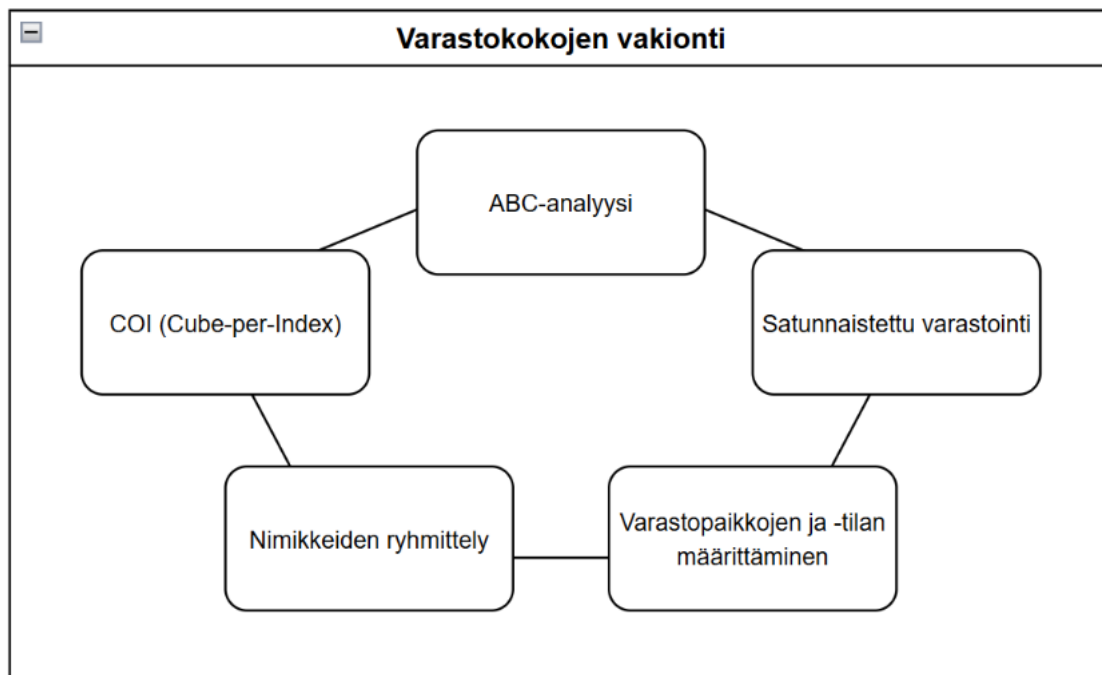 Varastokokojen vakionti
ABC-analyysi
COI (Cube-per-Index)
Satunnaistettu varastointi
Nimikkeiden ryhmittely
Varastopaikkojen ja -tilan
määrittäminen